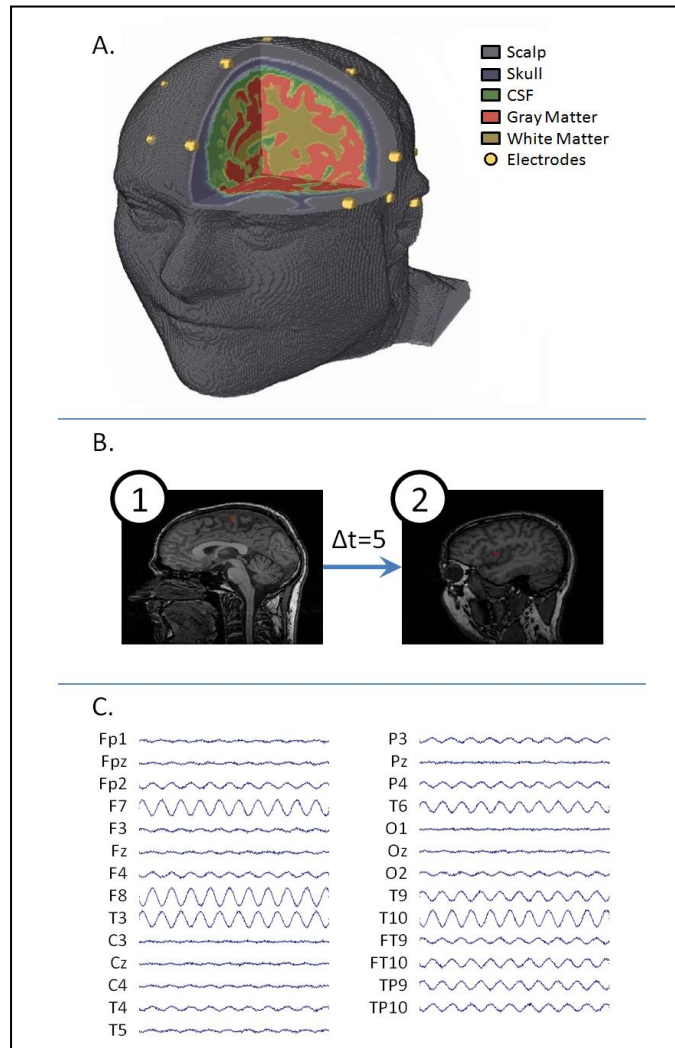 A.
Scalp
Skull
CSF
Gray Matter
White Matter
Electrodes
B.
1
Δt=5
2
C.
Fp1
Fpz
Fp2
F7
F3
Fz
F4
F8
T3
C3
Cz
C4
T4
T5
P3
Pz
P4
T6
O1
Oz
O2
T9
T10
FT9
FT10
TP9
TP10